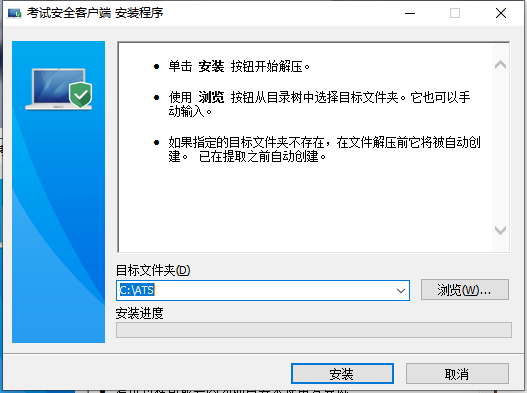 考试安全客户端 安装程序
• 单击 安装 按钮开始解压。
• 使用 浏览 按钮从目录树中选择目标文件夹。它也可以手
动输入。
• 如果指定的目标文件夹不存在，在文件解压前它将被自动创
建。 已在提取之前自动创建。
目标文件夹(D)
C:\ATS
浏览(W)...
安装进度
安装
取消